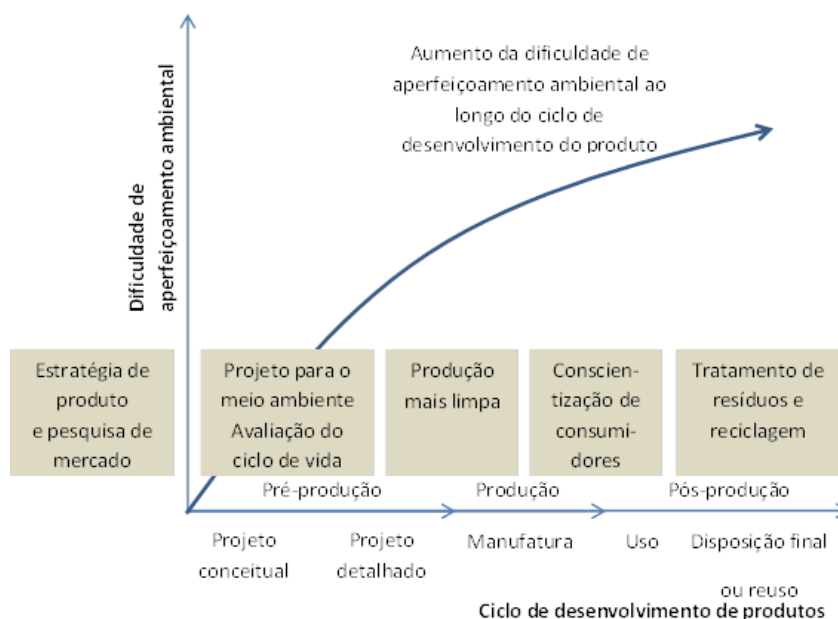 Dificuldade de
aperfeiçoamento ambiental
Aumento da dificuldade de
aperfeiçoamento ambiental ao
longo do ciclo de
desenvolvimento do produto
Estratégia de
produto
e pesquisa de
mercado
Projeto para o
meio ambiente
Avaliação do
ciclo de vida
Produção
mais limpa
Conscien-
tização de
consumi-
dores
Tratamento de
resíduos e
reciclagem
Pré-produção
Produção
Pós-produção
Projeto
conceitual
Projeto
detalhado
Manufatura
Uso
Disposição final
ou reuso
Ciclo de desenvolvimento de produtos